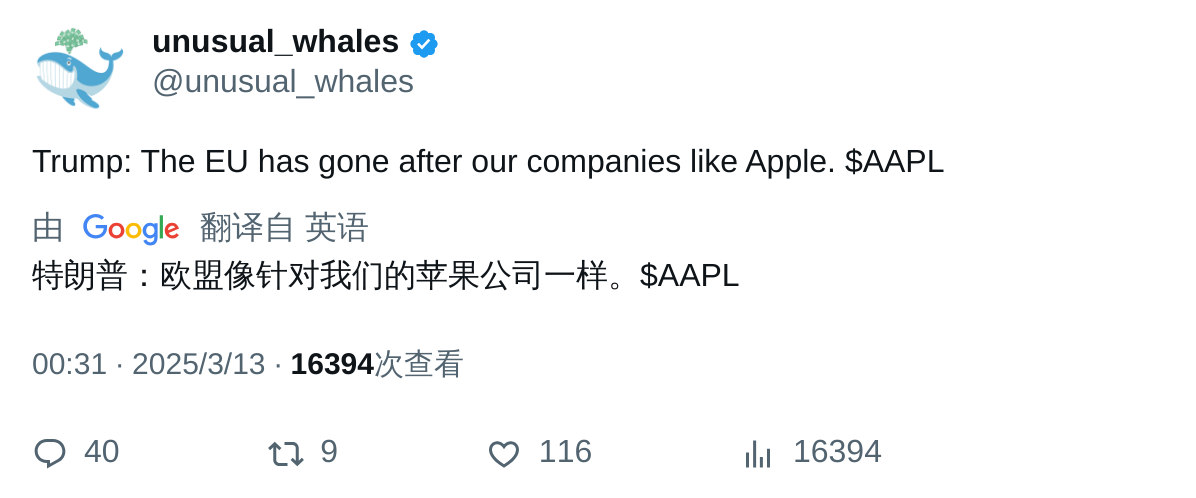 unusual_whales
@unusual_whales
Trump: The EU has gone after our companies like Apple. $AAPL
由 Google 翻译自 英语
特朗普：欧盟像针对我们的苹果公司一样。$AAPL
00:31 · 2025/3/13 · 16394次查看
40 9 116 16394